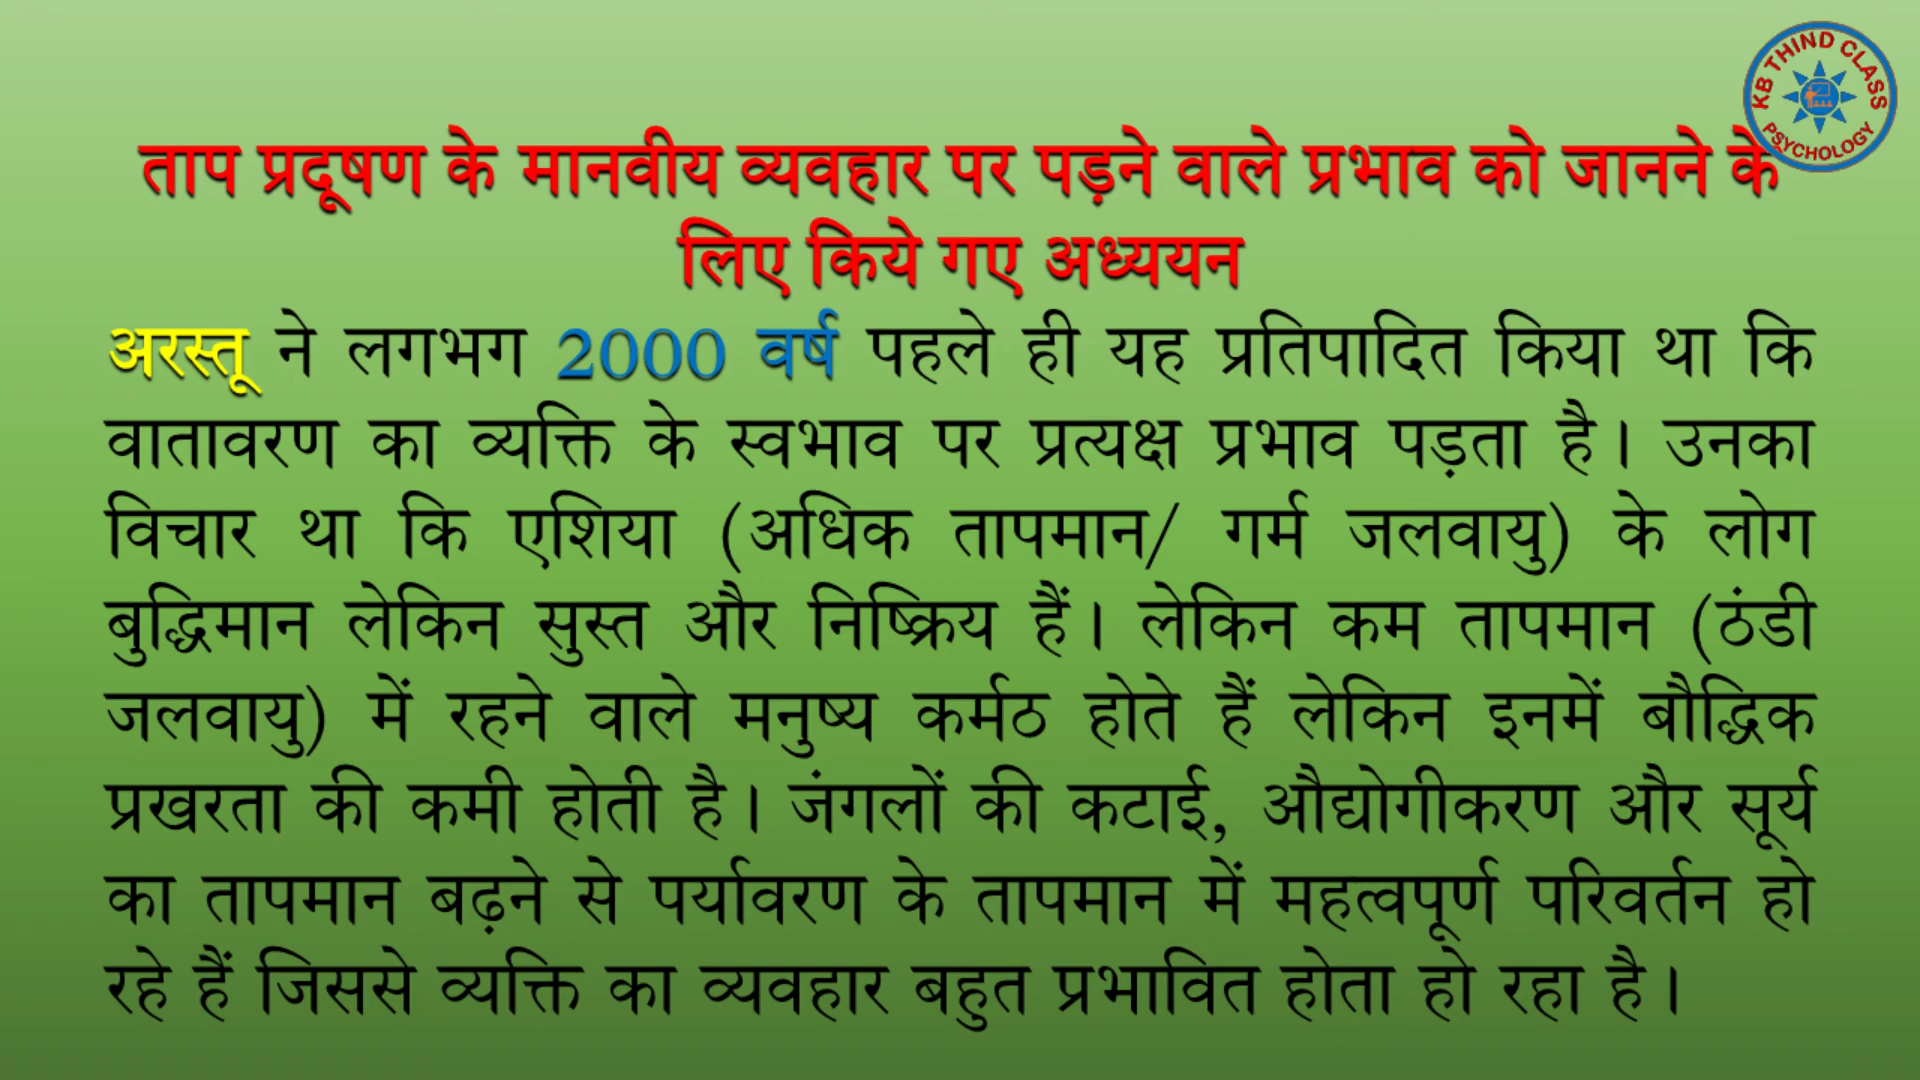 KB THIND CLASS
PSYCHOLOGY
ताप प्रदूषण के मानवीय व्यवहार पर पड़ने वाले प्रभाव को जानने के
लिए किये गए अध्ययन
अरस्तू ने लगभग 2000 वर्ष पहले ही यह प्रतिपादित किया था कि
वातावरण का व्यक्ति के स्वभाव पर प्रत्यक्ष प्रभाव पड़ता है। उनका
विचार था कि एशिया (अधिक तापमान/ गर्म जलवायु) के लोग
बुद्धिमान लेकिन सुस्त और निष्क्रिय हैं। लेकिन कम तापमान (ठंडी
जलवायु) में रहने वाले मनुष्य कर्मठ होते हैं लेकिन इनमें बौद्धिक
प्रखरता की कमी होती है। जंगलों की कटाई, औद्योगीकरण और सूर्य
का तापमान बढ़ने से पर्यावरण के तापमान में महत्वपूर्ण परिवर्तन हो
रहे हैं जिससे व्यक्ति का व्यवहार बहुत प्रभावित होता हो रहा है।